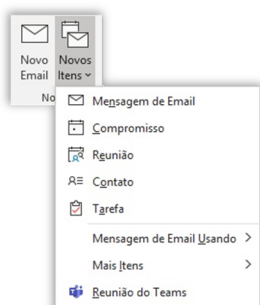 Novo
Email
Novos
Itens
No
Mensagem de Email
Compromisso
Reunião
Contato
Tarefa
Mensagem de Email Usando
Mais Itens
Reunião do Teams